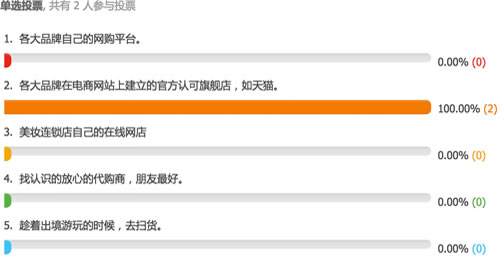 单选投票, 共有 2 人参与投票
1. 各大品牌自己的网购平台。
0.00% (0)
2. 各大品牌在电商网站上建立的官方认可旗舰店，如天猫。
100.00% (2)
3. 美妆连锁店自己的在线网店
0.00% (0)
4. 找认识的放心的代购商，朋友最好。
0.00% (0)
5. 趁着出境游玩的时候，去扫货。
0.00% (0)